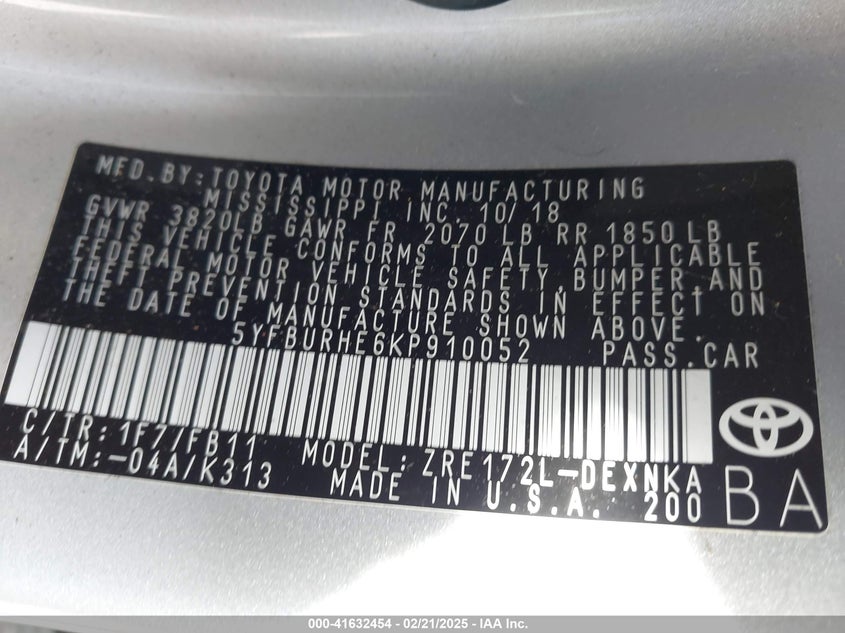 MFD.BY:TOYOTA MOTOR MANUFACTURING
MISSISSIPPI INC. 10/18
GVWR 3820LB GAWR FR 2070 LB RR 1850 LB
THIS VEHICLE CONFORMS TO ALL APPLICABLE
FEDERAL MOTOR VEHICLE SAFETY,BUMPER,AND
THEFT PREVENTION STANDARDS IN EFFECT ON
THE DATE OF MANUFACTURE SHOWN ABOVE.
5YFBURHE6KP910052 PASS.CAR
C/TR:1F7/FB11 MODEL:ZRE172L-DEXNKA
A/TM:-04A/K313 MADE IN U.S.A. 200
BA
000-41632454 - 02/21/2025 - IAA Inc.